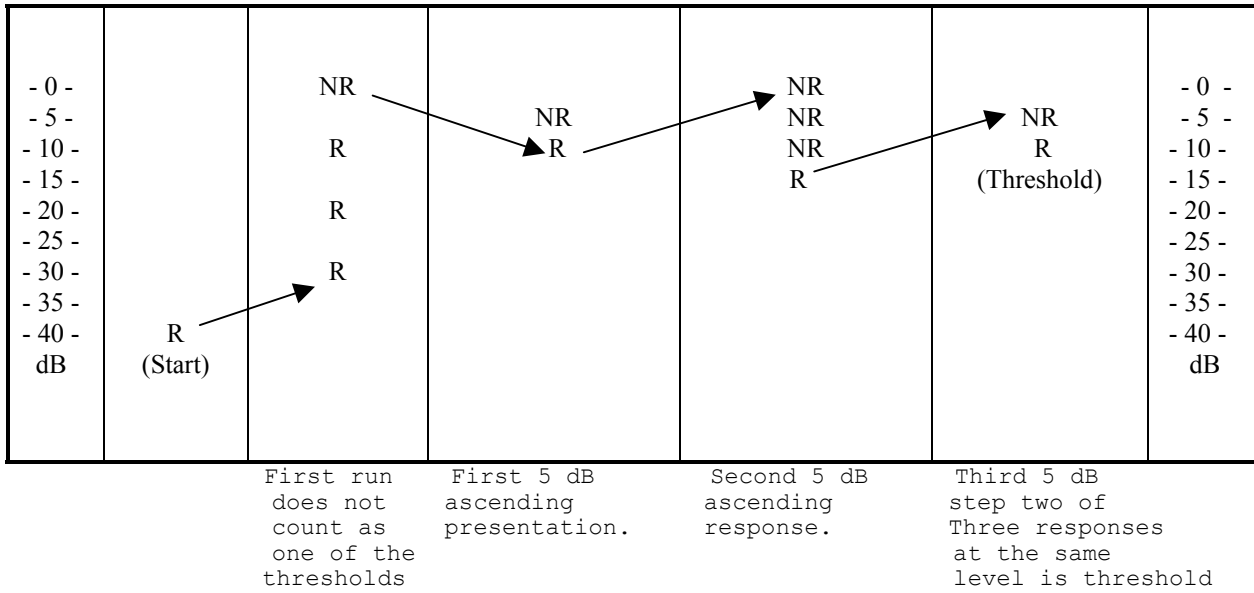 - 0 - NR NR - 0 -
- 5 - NR NR NR - 5 -
- 10 - R R NR R - 10 -
- 15 - R (Threshold) - 15 -
- 20 - R - 20 -
- 25 - - 25 -
- 30 - R - 30 -
- 35 - - 35 -
- 40 - R - 40 -
dB (Start) dB
First run
does not
count as
one of the
thresholds
First 5 dB
ascending
presentation.
Second 5 dB
ascending
response.
Third 5 dB
step two of
Three responses
at the same
level is threshold